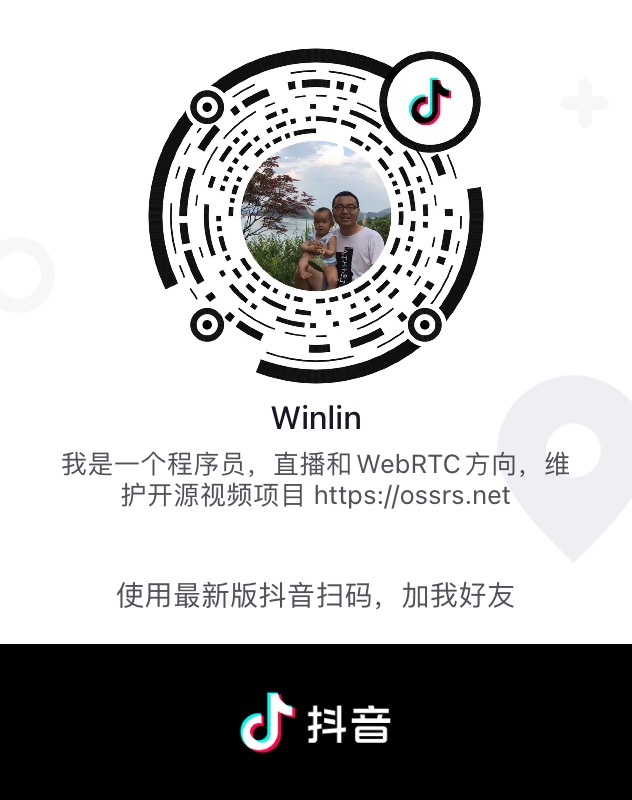 Winlin
我是一个程序员，直播和 WebRTC 方向，维
护开源视频项目 https://ossrs.net
使用最新版抖音扫码，加我好友
抖音